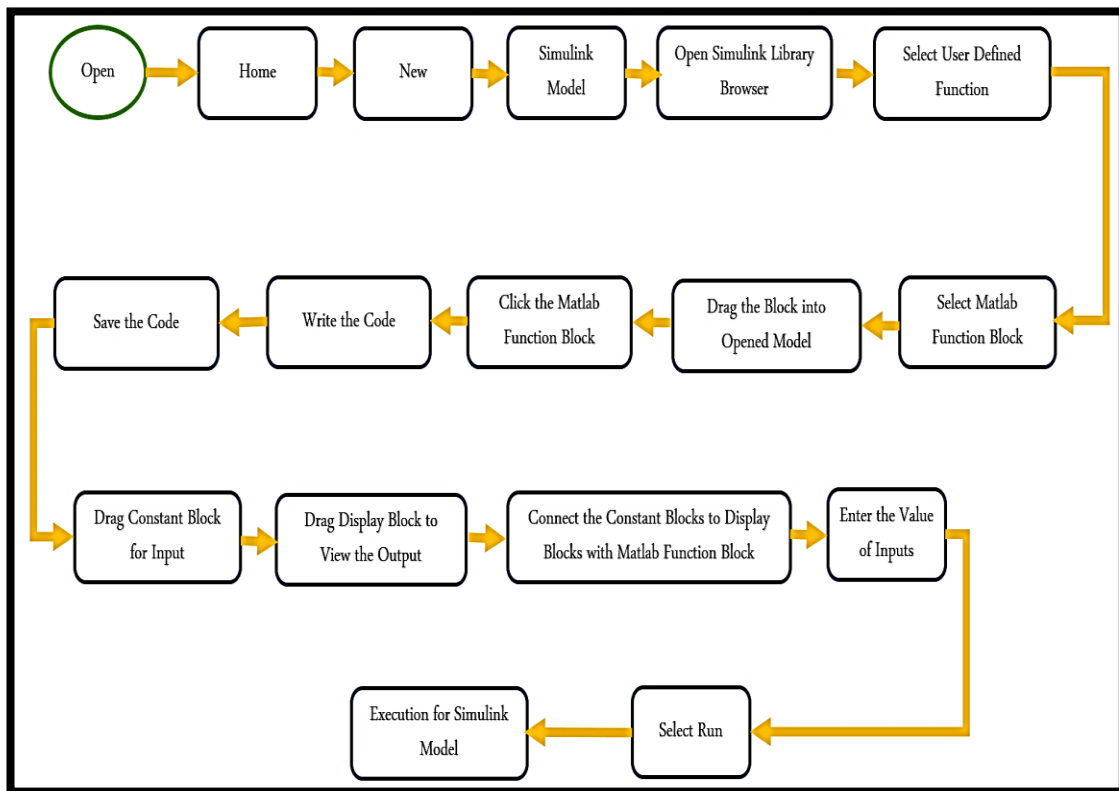 Open
Home
New
Simulink
Model
Open Simulink Library
Browser
Select User Defined
Function
Select Matlab
Function Block
Drag the Block into
Opened Model
Click the Matlab
Function Block
Write the Code
Save the Code
Drag Constant Block
for Input
Drag Display Block to
View the Output
Connect the Constant Blocks to Display
Blocks with Matlab Function Block
Enter the Value
of Inputs
Select Run
Execution for Simulink
Model